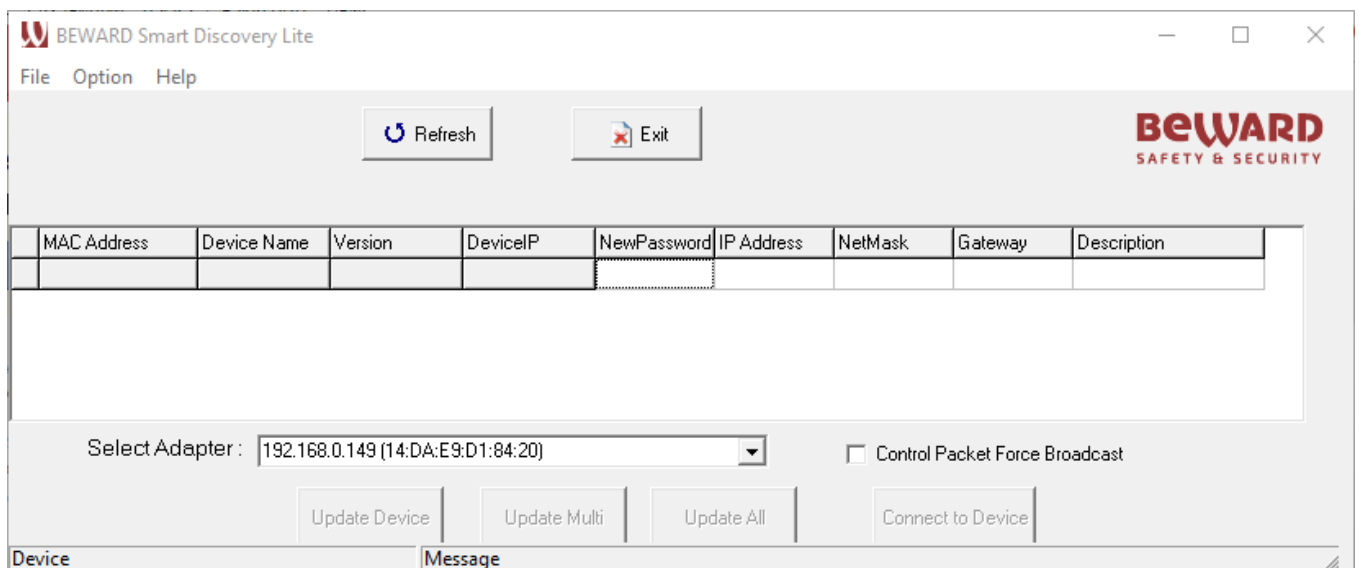 BEWARD Smart Discovery Lite
File Option Help
Refresh Exit
BEWARD
SAFETY & SECURITY
MAC Address Device Name Version DeviceIP NewPassword IP Address NetMask Gateway Description
Select Adapter : 192.168.0.149 (14:DA:E9:D1:84:20) Control Packet Force Broadcast
Update Device Update Multi Update All Connect to Device
Device Message